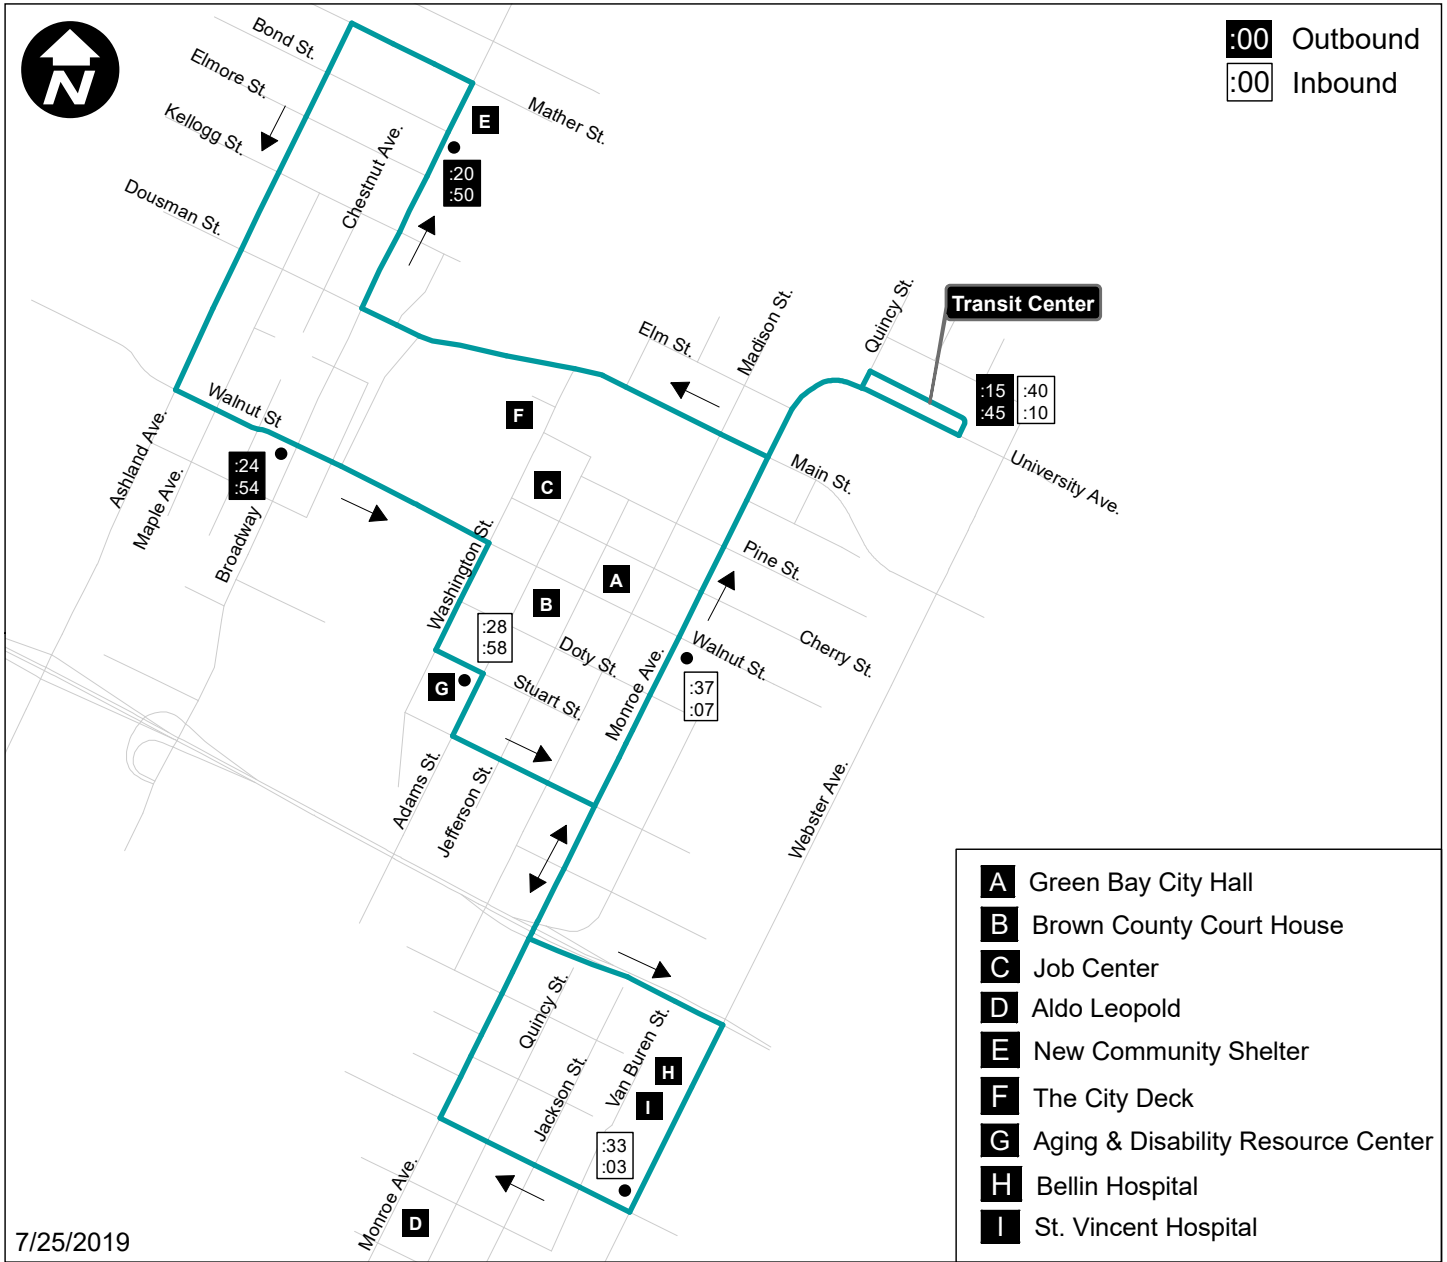 N
:00 Outbound
:00 Inbound
Bond St.
Elmore St.
Kellogg St.
Dousman St.
Chestnut Ave.
Mather St.
E
:20
:50
Elm St.
Madison St.
Quincy St.
Transit Center
:15
:45
:40
:10
University Ave.
Main St.
Walnut St
Ashland Ave.
Maple Ave.
Broadway
:24
:54
F
C
A
B
Washington St.
:28
:58
G
Doty St.
Stuart St.
Pine St.
Cherry St.
Walnut St.
Monroe Ave.
:37
:07
Adams St.
Jefferson St.
Webster Ave.
Quincy St.
Jackson St.
Van Buren St.
H
I
:33
:03
Monroe Ave.
D
7/25/2019
A Green Bay City Hall
B Brown County Court House
C Job Center
D Aldo Leopold
E New Community Shelter
F The City Deck
G Aging & Disability Resource Center
H Bellin Hospital
I St. Vincent Hospital